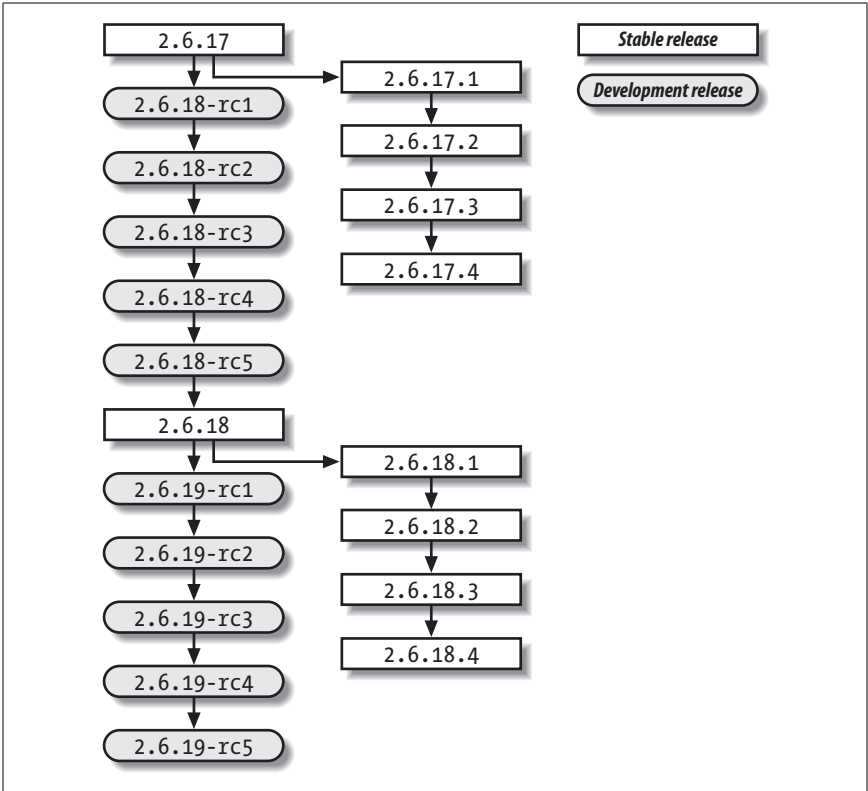 2.6.17
Stable release
2.6.17.1
Development release
2.6.18-rc1
2.6.17.2
2.6.18-rc2
2.6.17.3
2.6.18-rc3
2.6.17.4
2.6.18-rc4
2.6.18-rc5
2.6.18
2.6.18.1
2.6.19-rc1
2.6.18.2
2.6.19-rc2
2.6.18.3
2.6.19-rc3
2.6.18.4
2.6.19-rc4
2.6.19-rc5